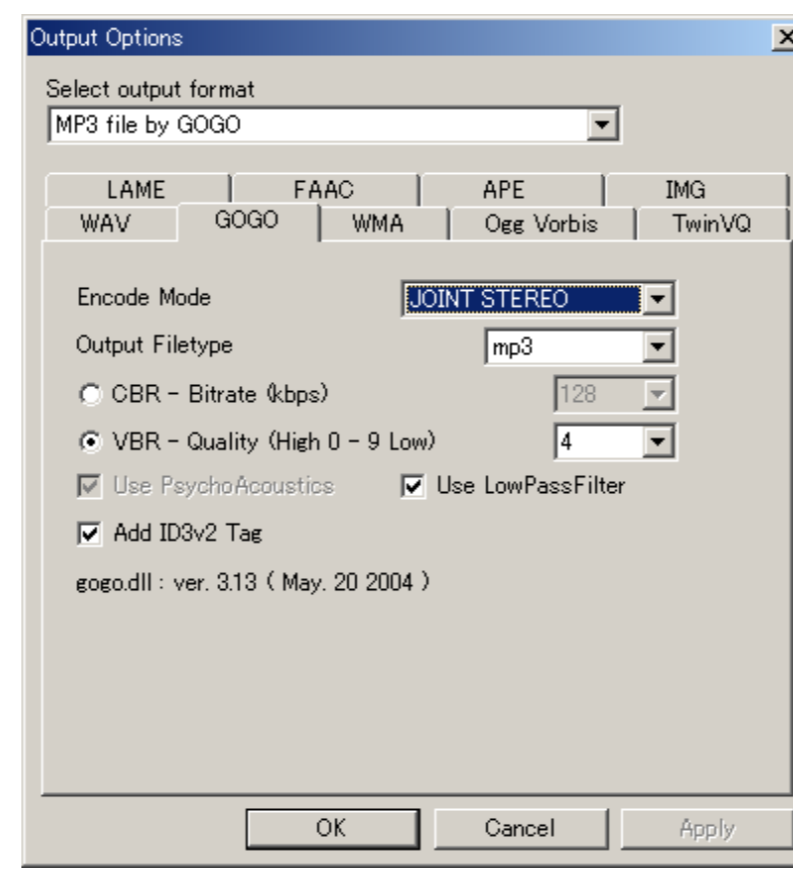 Output Options
Select output format
MP3 file by GOGO
LAME FAAC APE IMG
WAV GOGO WMA Ogg Vorbis TwinVQ
Encode Mode JOINT STEREO
Output Filetype mp3
CBR - Bitrate (kbps) 128
VBR - Quality (High 0 - 9 Low) 4
Use PsychoAcoustics Use LowPassFilter
Add ID3v2 Tag
gogo.dll : ver. 3.13 ( May. 20 2004 )
OK Cancel Apply